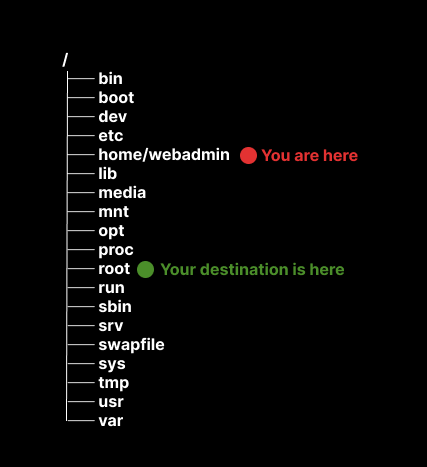 /
bin
boot
dev
etc
home/webadmin You are here
lib
media
mnt
opt
proc
root Your destination is here
run
sbin
srv
swapfile
sys
tmp
usr
var